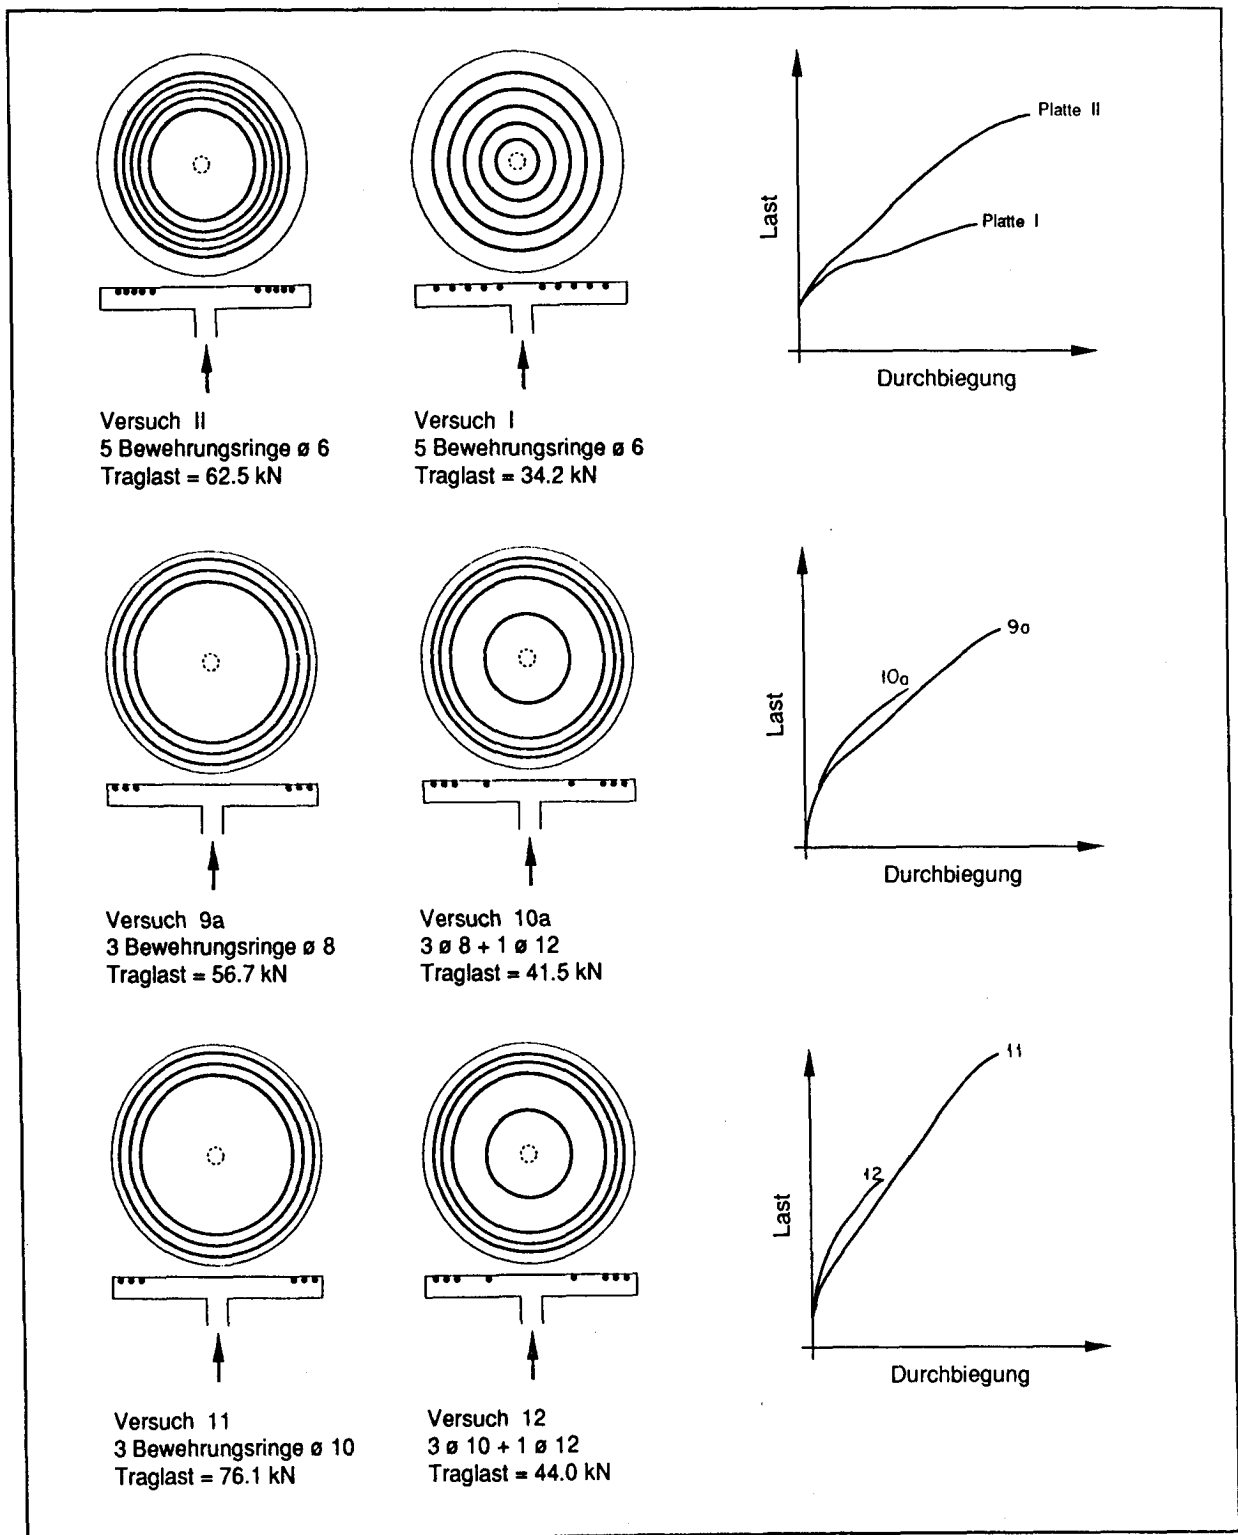 Platte II
Platte I
Last
Durchbiegung
Versuch II
5 Bewehrungsringe ø 6
Traglast = 62.5 kN
Versuch I
5 Bewehrungsringe ø 6
Traglast = 34.2 kN
9a
10a
Last
Durchbiegung
Versuch 9a
3 Bewehrungsringe ø 8
Traglast = 56.7 kN
Versuch 10a
3 ø 8 + 1 ø 12
Traglast = 41.5 kN
11
12
Last
Durchbiegung
Versuch 11
3 Bewehrungsringe ø 10
Traglast = 76.1 kN
Versuch 12
3 ø 10 + 1 ø 12
Traglast = 44.0 kN